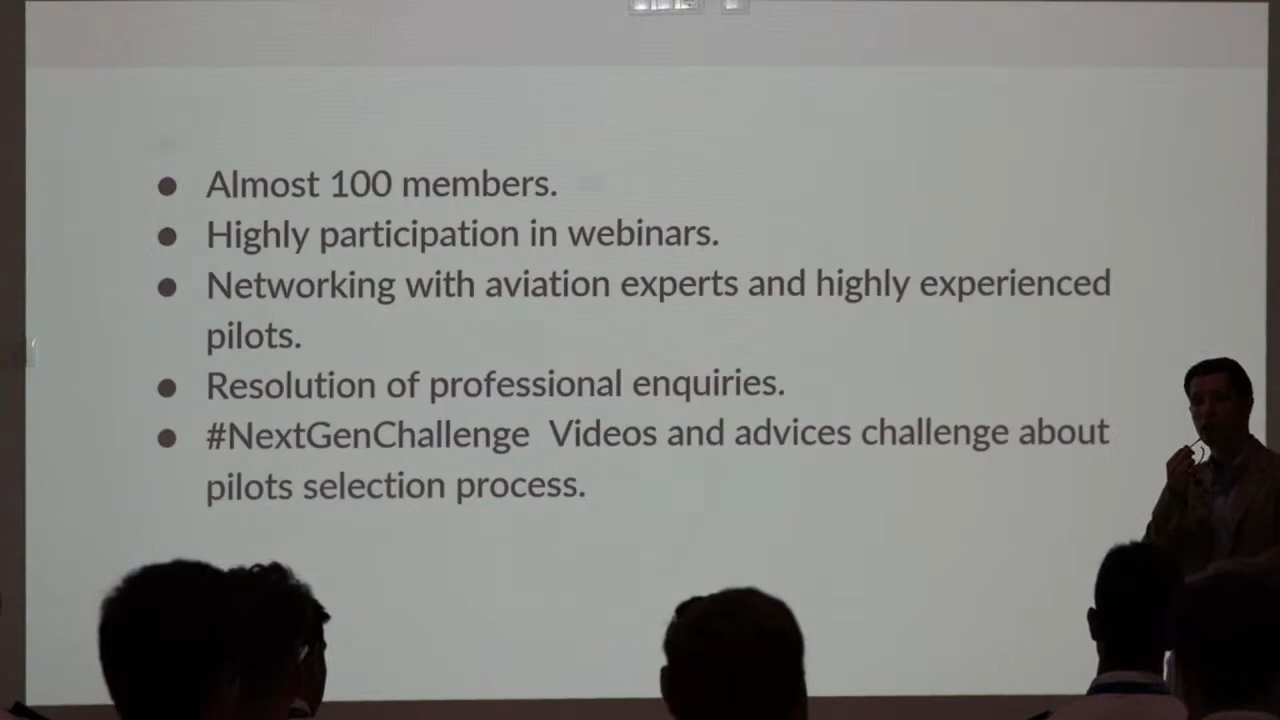 ● Almost 100 members.
● Highly participation in webinars.
● Networking with aviation experts and highly experienced
pilots.
● Resolution of professional enquiries.
● #NextGenChallenge  Videos and advices challenge about
pilots selection process.